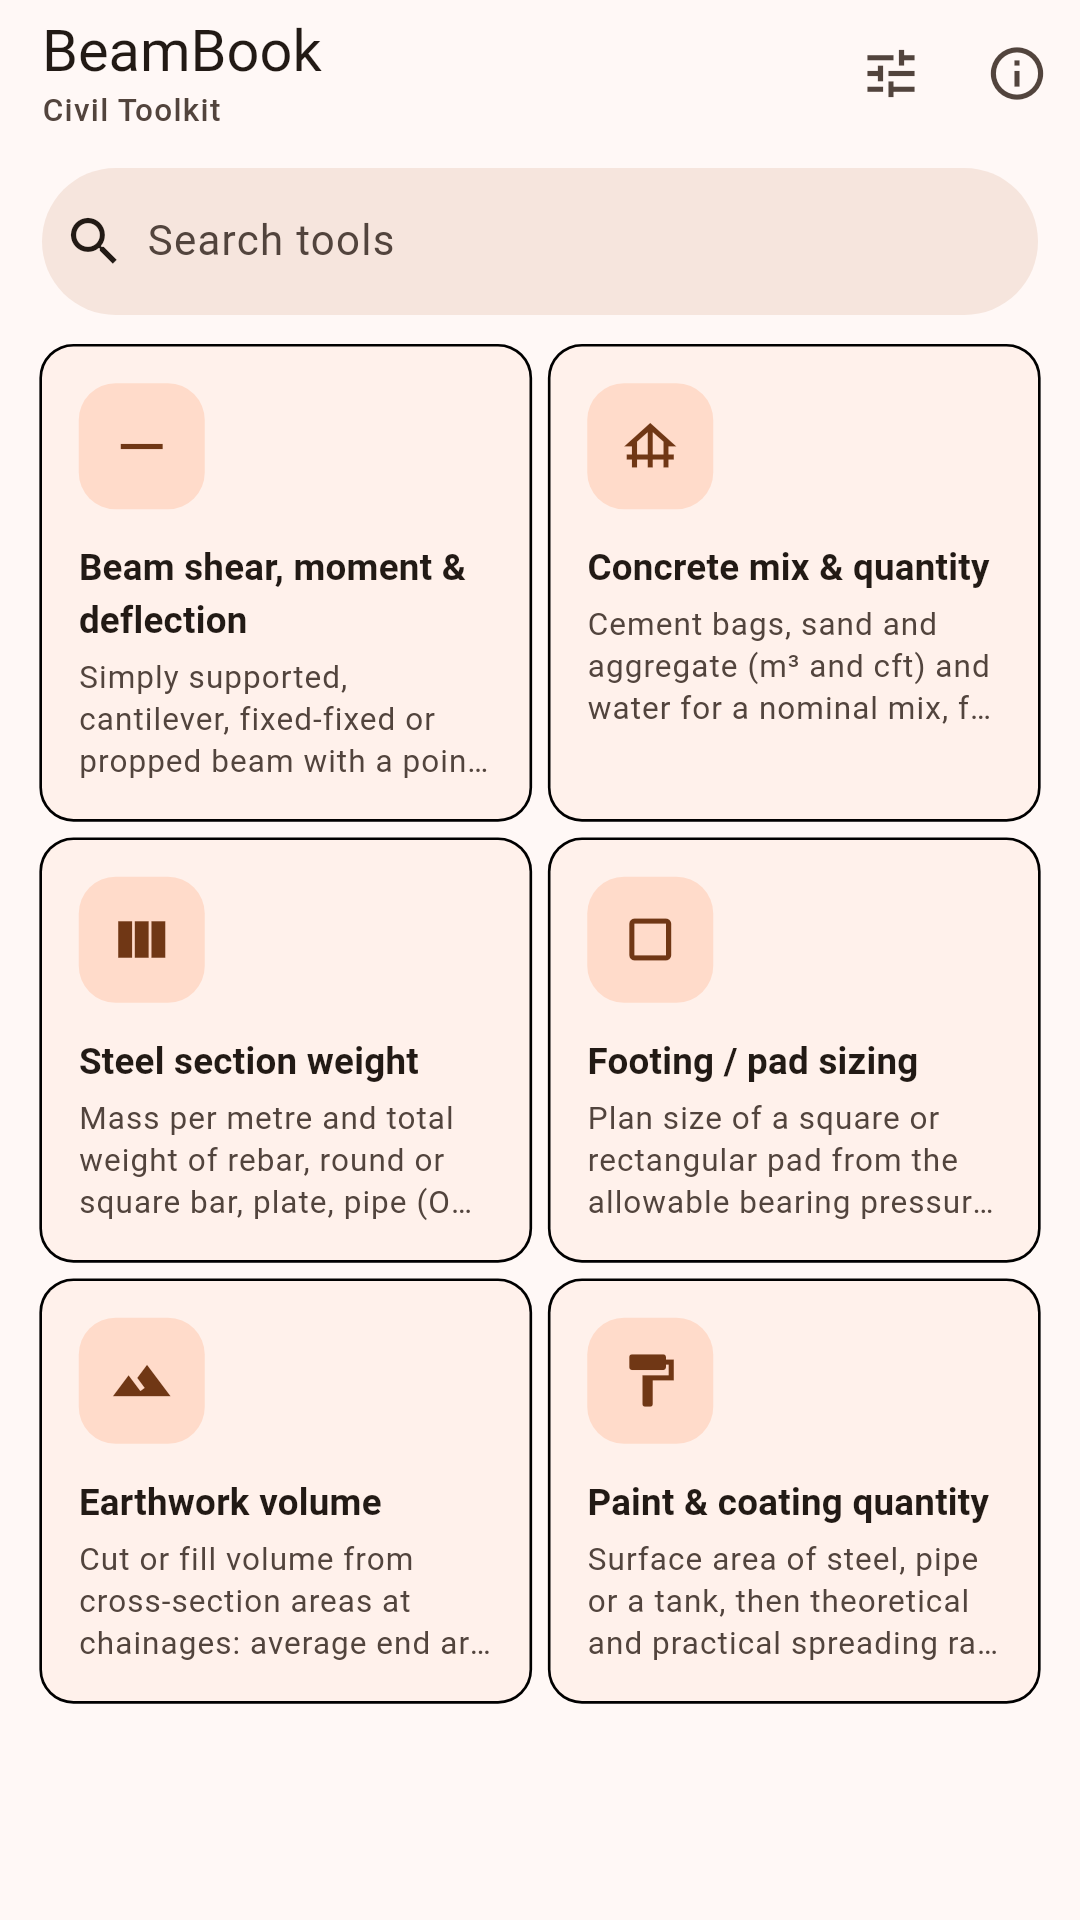 BeamBook
Civil Toolkit
Search tools
Beam shear, moment &
deflection
Simply supported,
cantilever, fixed-fixed or
propped beam with a poin…
Concrete mix & quantity
Cement bags, sand and
aggregate (m³ and cft) and
water for a nominal mix, f…
Steel section weight
Mass per metre and total
weight of rebar, round or
square bar, plate, pipe (O…
Footing / pad sizing
Plan size of a square or
rectangular pad from the
allowable bearing pressur…
Earthwork volume
Cut or fill volume from
cross-section areas at
chainages: average end ar…
Paint & coating quantity
Surface area of steel, pipe
or a tank, then theoretical
and practical spreading ra…